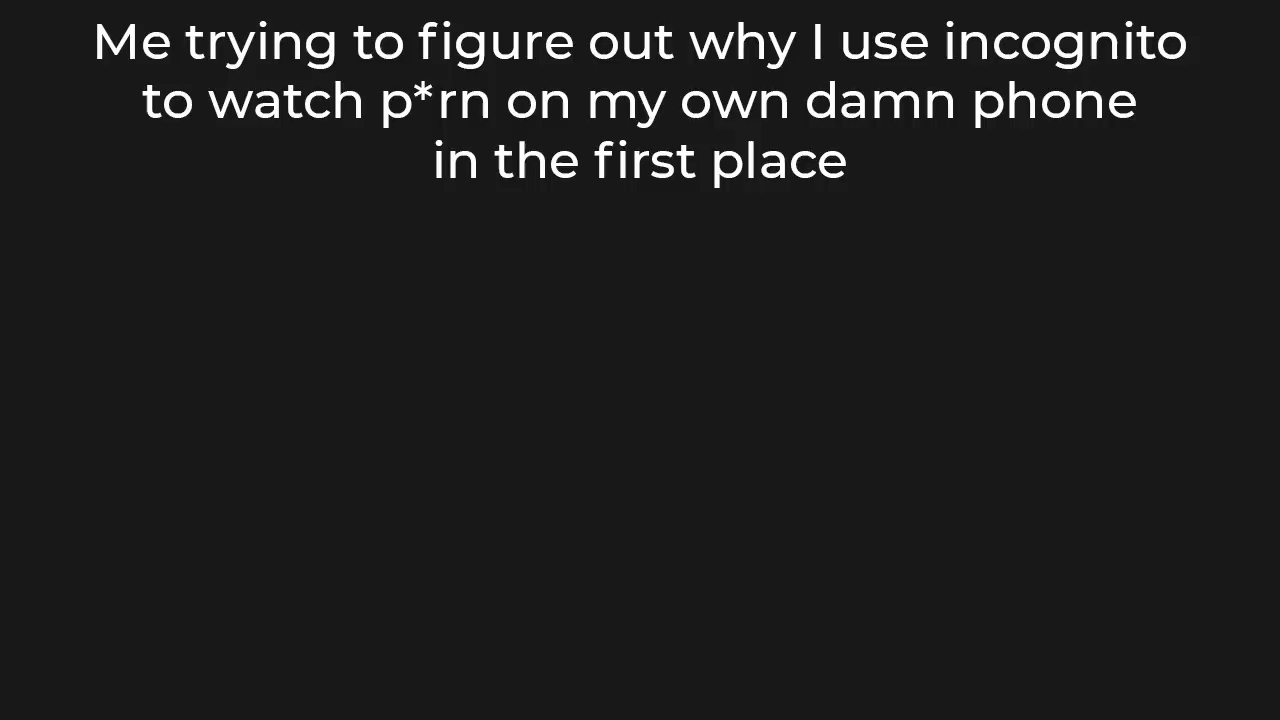 Me trying to figure out why I use incognito
to watch p*rn on my own damn phone
in the first place